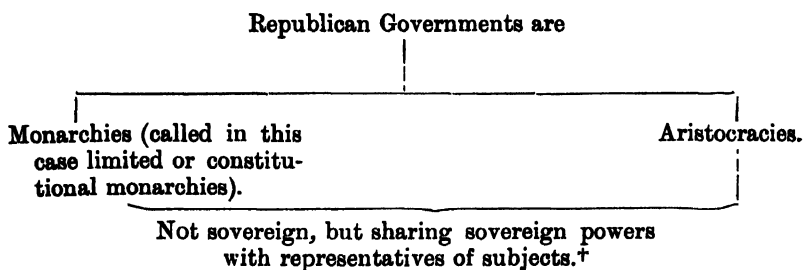 Republican Governments are
Monarchies (called in this
case limited or constitu-
tional monarchies).
Aristocracies.
Not sovereign, but sharing sovereign powers
with representatives of subjects.†